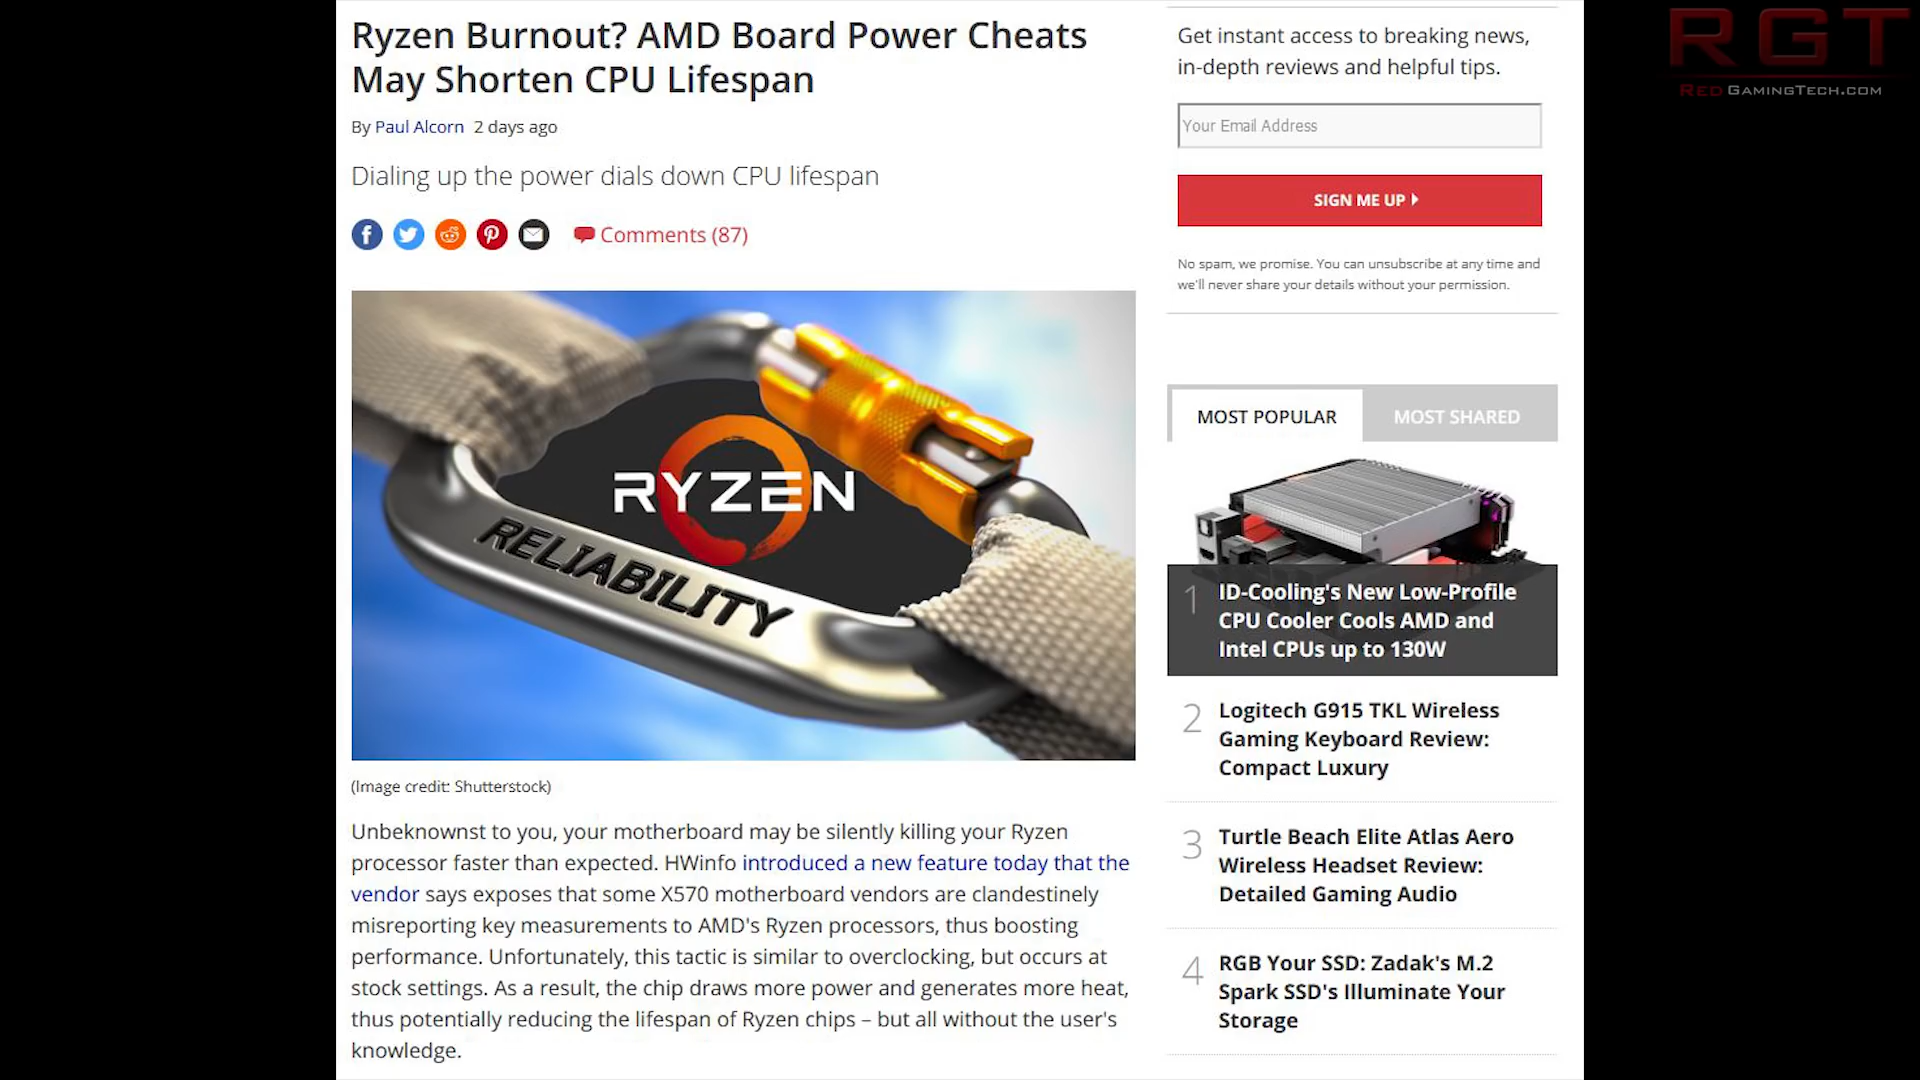 Ryzen Burnout? AMD Board Power Cheats
May Shorten CPU Lifespan
By Paul Alcorn 2 days ago
Dialing up the power dials down CPU lifespan
Comments (87)
RYZEN
RELIABILITY
(Image credit: Shutterstock)
Unbeknownst to you, your motherboard may be silently killing your Ryzen
processor faster than expected. HWinfo introduced a new feature today that the
vendor says exposes that some X570 motherboard vendors are clandestinely
misreporting key measurements to AMD's Ryzen processors, thus boosting
performance. Unfortunately, this tactic is similar to overclocking, but occurs at
stock settings. As a result, the chip draws more power and generates more heat,
thus potentially reducing the lifespan of Ryzen chips – but all without the user's
knowledge.
Get instant access to breaking news,
in-depth reviews and helpful tips.
Your Email Address
SIGN ME UP
No spam, we promise. You can unsubscribe at any time and
we'll never share your details without your permission.
MOST POPULAR
MOST SHARED
1
ID-Cooling's New Low-Profile
CPU Cooler Cools AMD and
Intel CPUs up to 130W
2
Logitech G915 TKL Wireless
Gaming Keyboard Review:
Compact Luxury
3
Turtle Beach Elite Atlas Aero
Wireless Headset Review:
Detailed Gaming Audio
4
RGB Your SSD: Zadak's M.2
Spark SSD's Illuminate Your
Storage
RGT
REDGAMINGTECH.COM